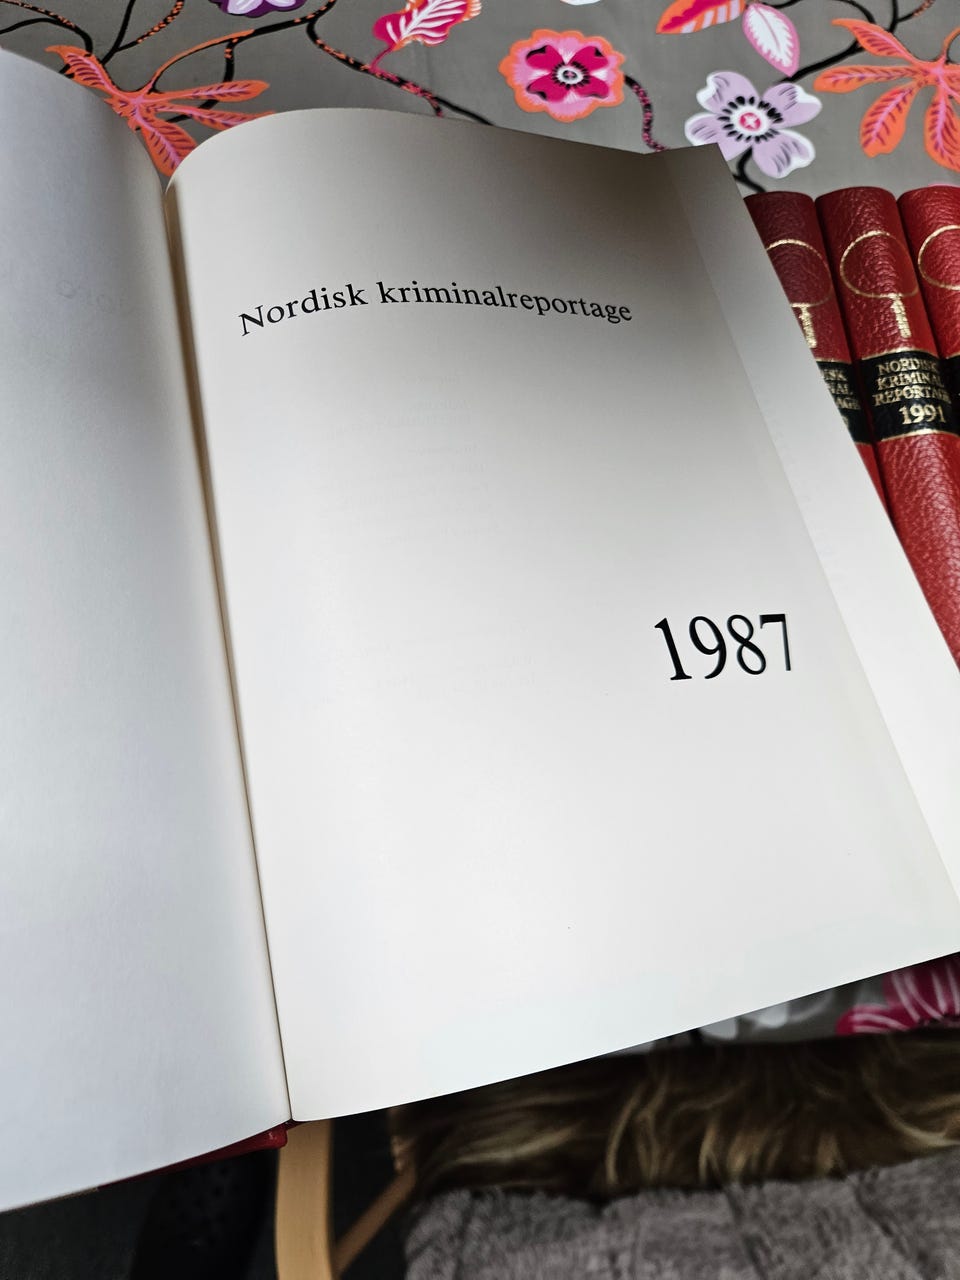 Nordisk kriminalreportage
1987
NORDISK
KRIMINAL
REPORTAGE
1991